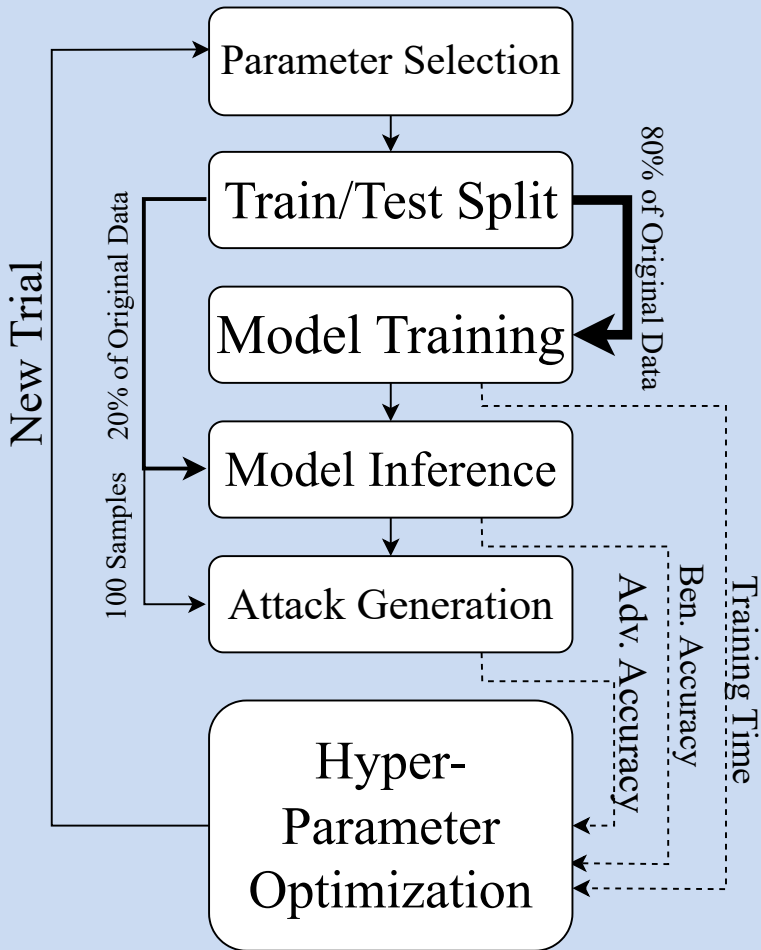 Parameter Selection
80% of Original Data
Train/Test Split
20% of Original Data
New Trial
Model Training
Model Inference
100 Samples
Attack Generation
Adv. Accuracy
Ben. Accuracy
Training Time
Hyper-
Parameter
Optimization